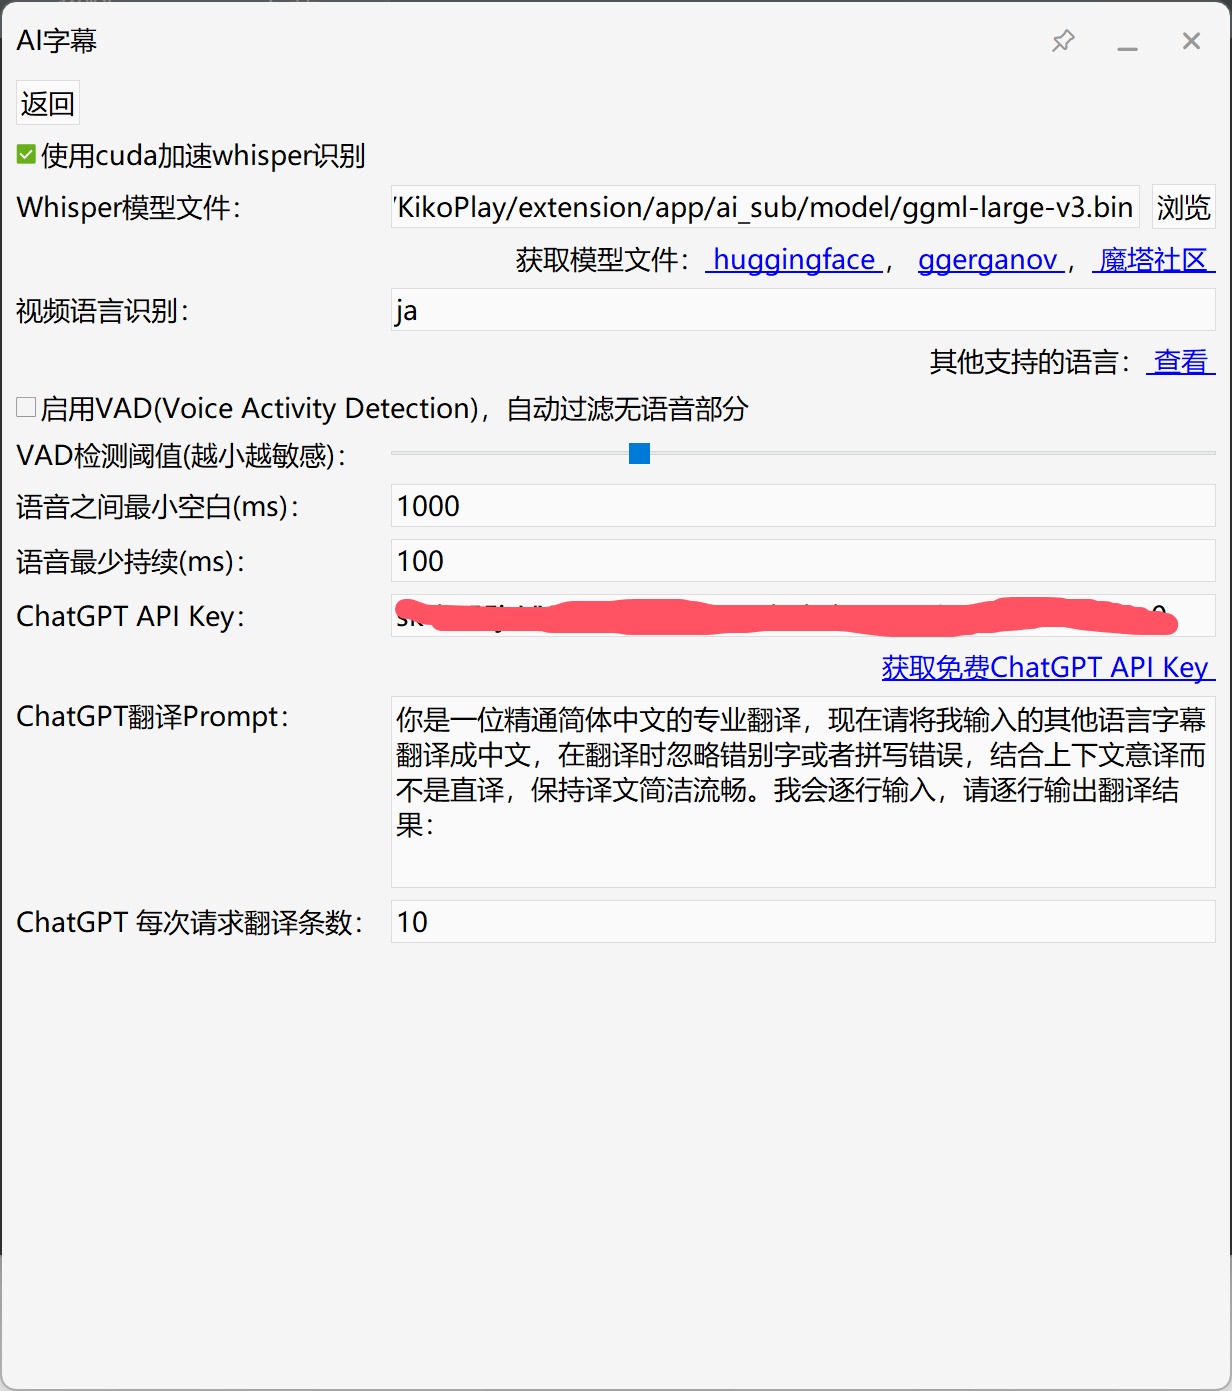 AI字幕
返回
使用cuda加速whisper识别
Whisper模型文件： /KikoPlay/extension/app/ai_sub/model/ggml-large-v3.bin 浏览
获取模型文件： huggingface ， ggerganov ， 魔塔社区
视频语言识别： ja
其他支持的语言： 查看
启用VAD(Voice Activity Detection)，自动过滤无语音部分
VAD检测阈值(越小越敏感)：
语音之间最小空白(ms)： 1000
语音最少持续(ms)： 100
ChatGPT API Key：
获取免费ChatGPT API Key
ChatGPT翻译Prompt： 你是一位精通简体中文的专业翻译，现在请将我输入的其他语言字幕
翻译成中文，在翻译时忽略错别字或者拼写错误，结合上下文意译而
不是直译，保持译文简洁流畅。我会逐行输入，请逐行输出翻译结
果：
ChatGPT 每次请求翻译条数： 10